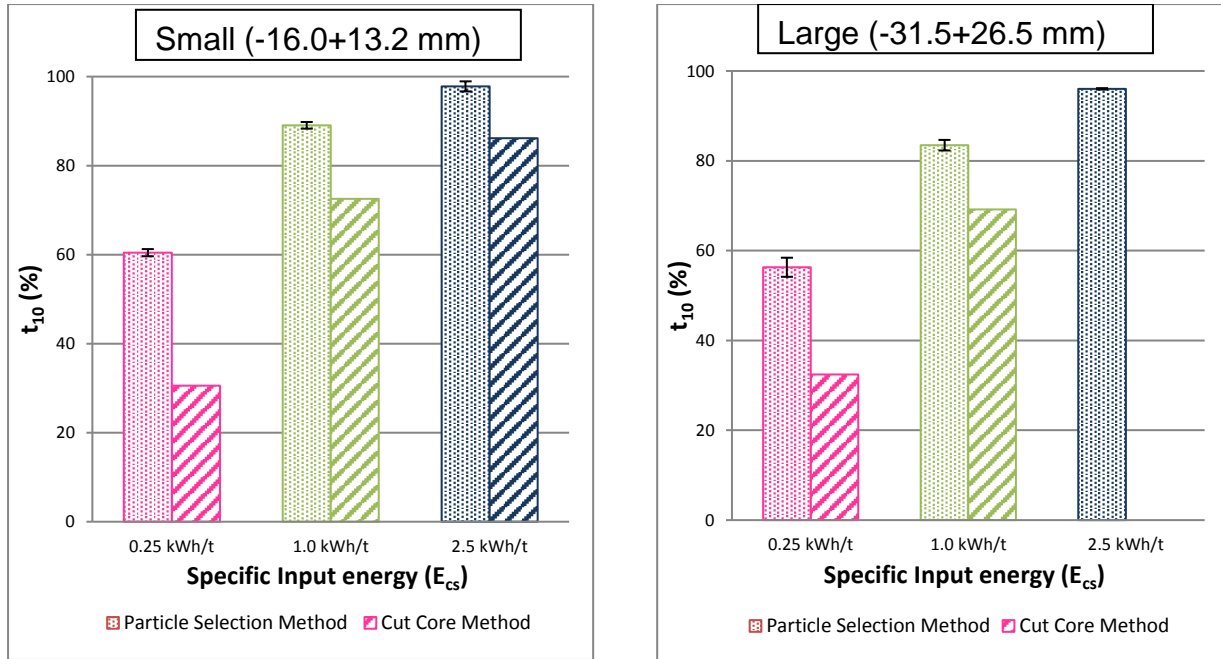 Small (-16.0+13.2 mm)
100
80
60
40
20
0
t10 (%)
0.25 kWh/t 1.0 kWh/t 2.5 kWh/t
Specific Input energy (Ecs)
Particle Selection Method Cut Core Method
Large (-31.5+26.5 mm)
100
80
60
40
20
0
t10 (%)
0.25 kWh/t 1.0 kWh/t 2.5 kWh/t
Specific Input energy (Ecs)
Particle Selection Method Cut Core Method